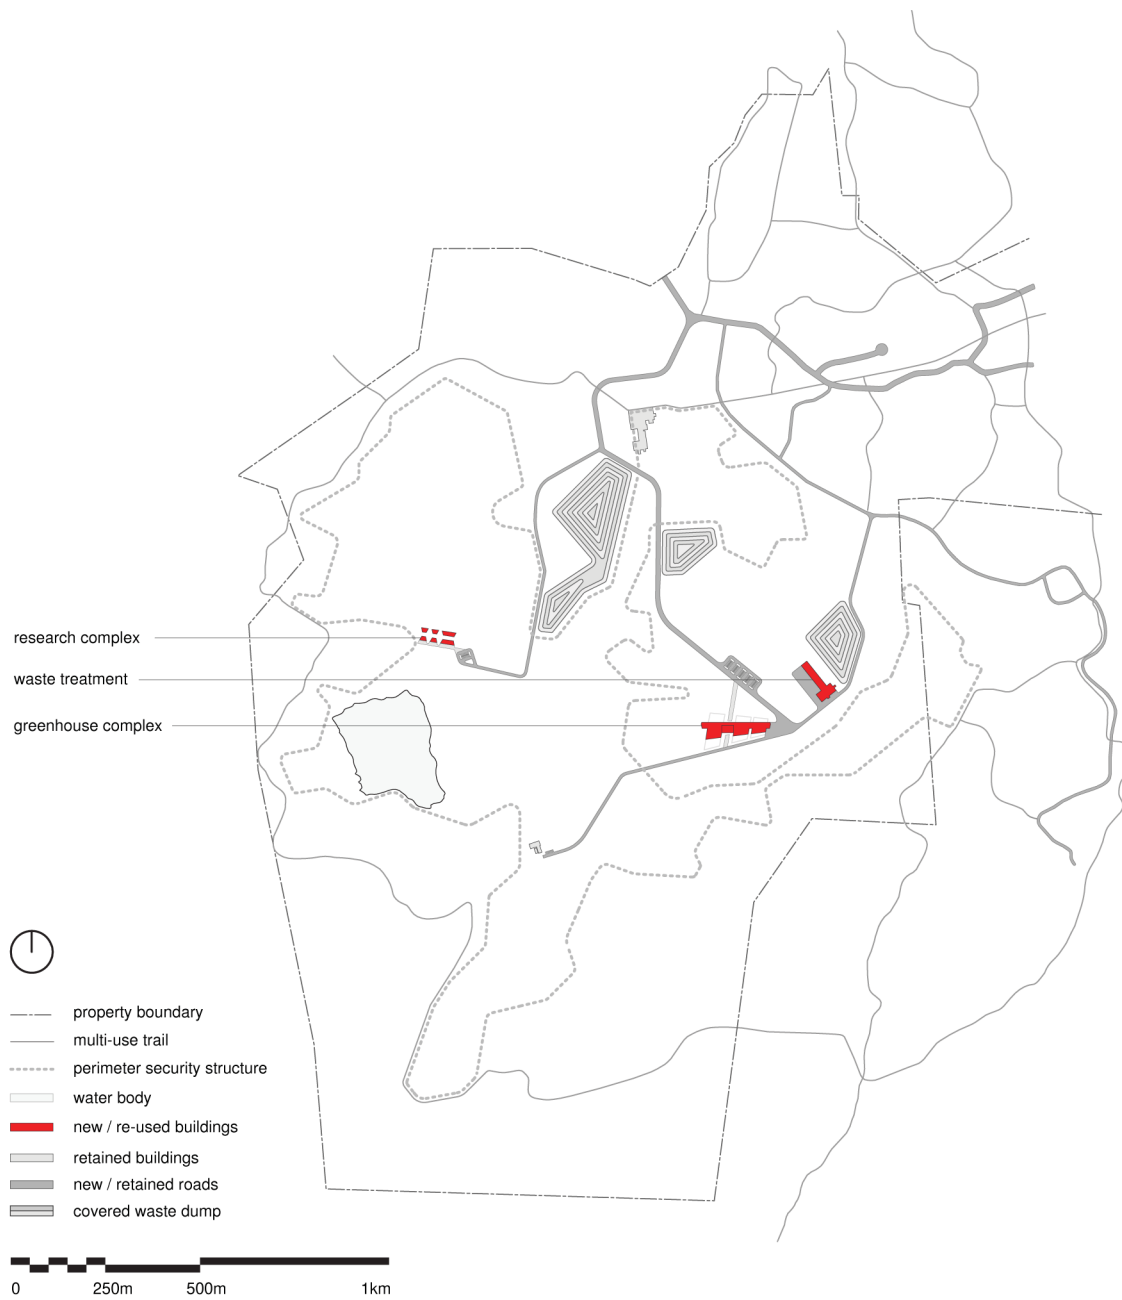 research complex
waste treatment
greenhouse complex
property boundary
multi-use trail
perimeter security structure
water body
new / re-used buildings
retained buildings
new / retained roads
covered waste dump
0 250m 500m 1km